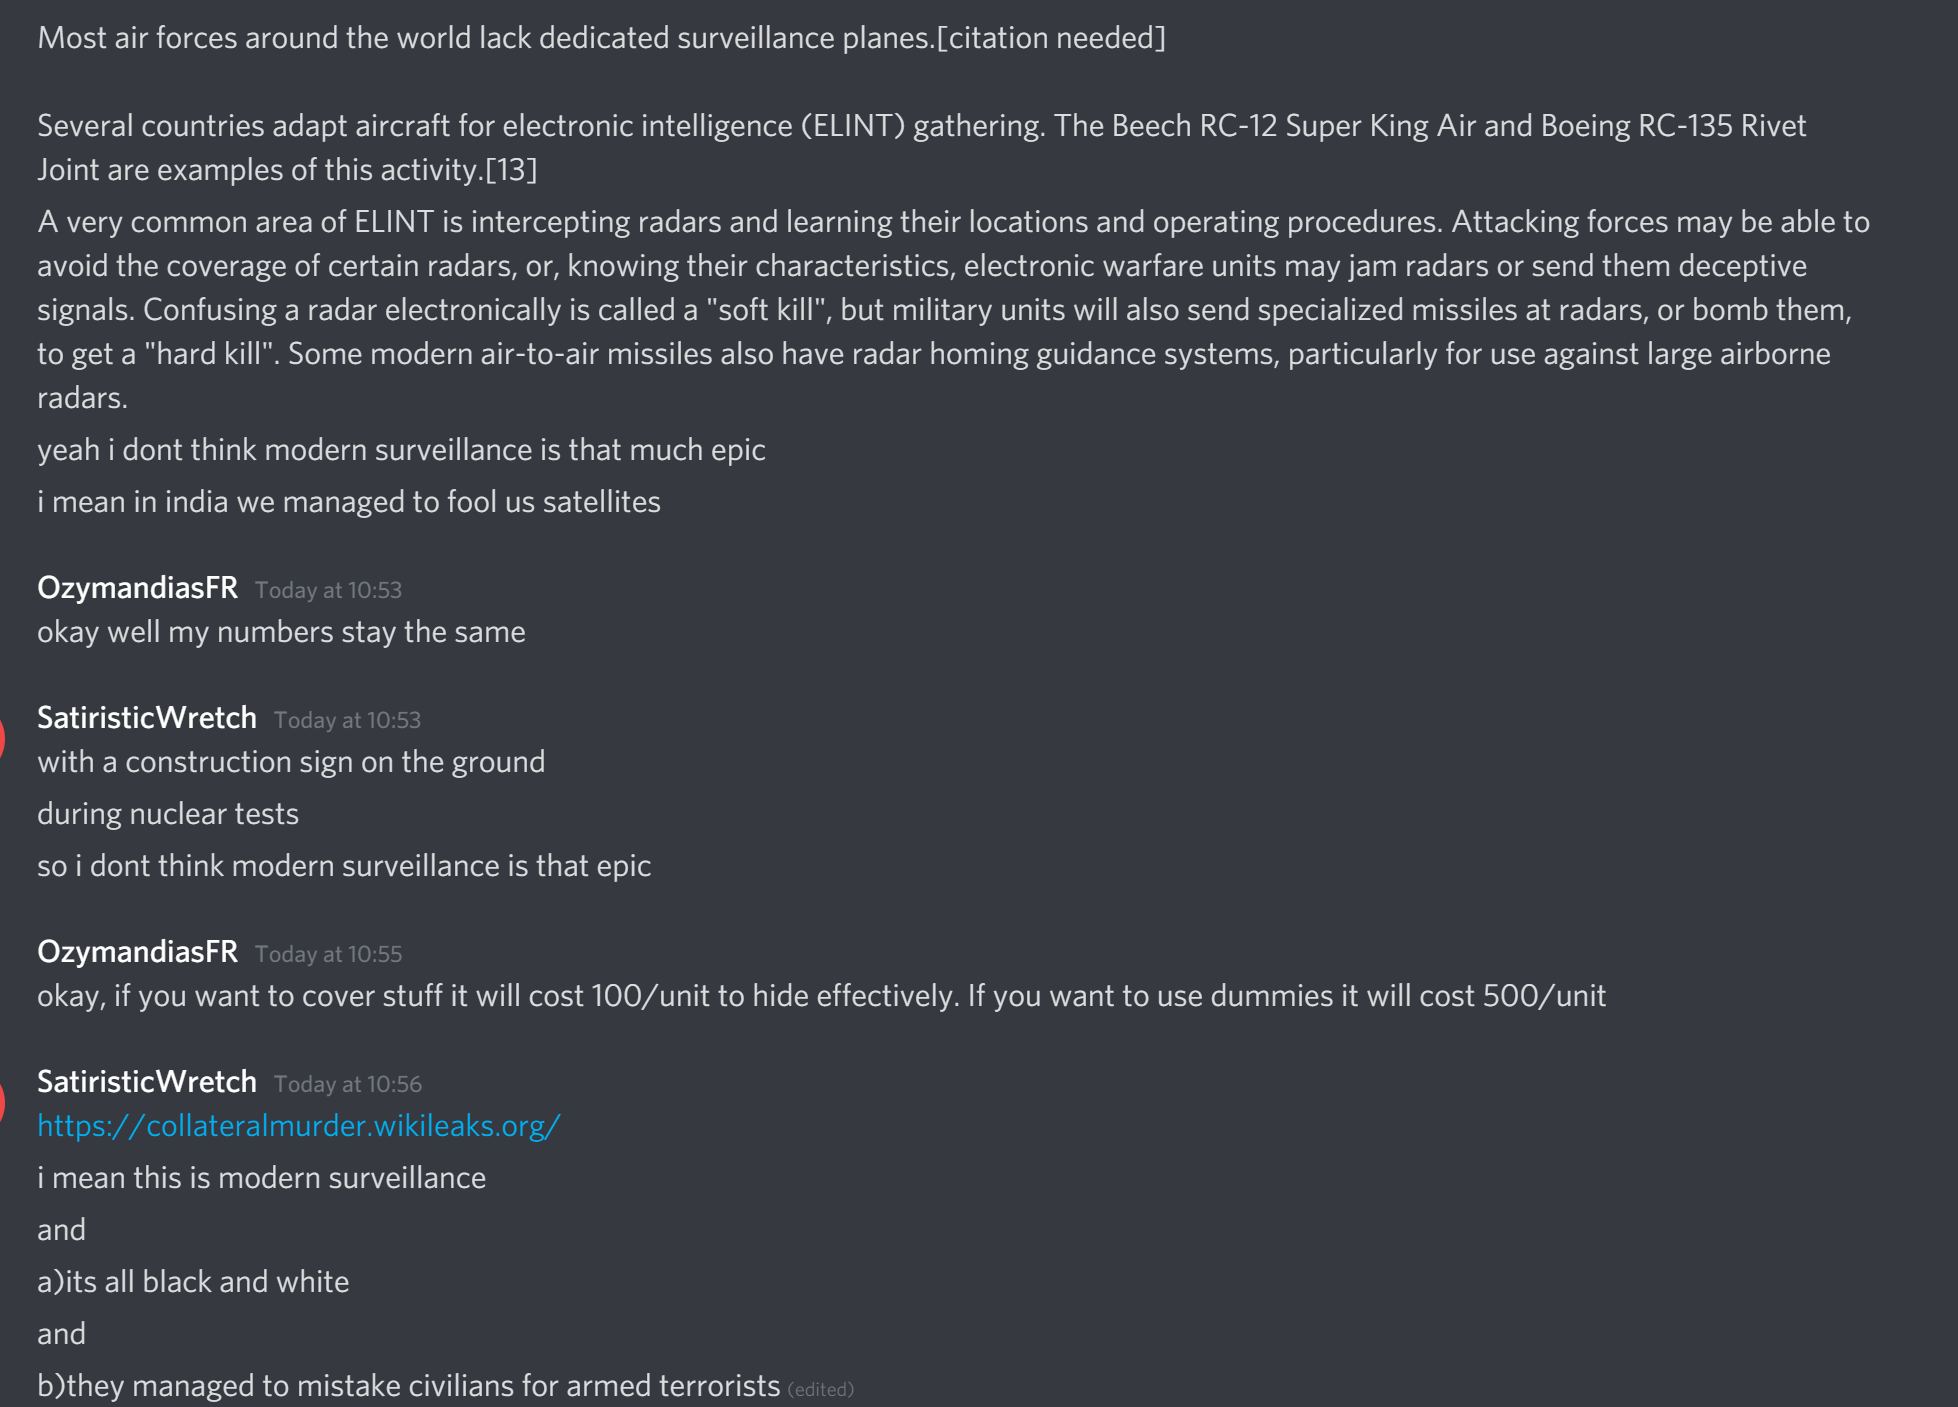 Most air forces around the world lack dedicated surveillance planes.[citation needed]
Several countries adapt aircraft for electronic intelligence (ELINT) gathering. The Beech RC-12 Super King Air and Boeing RC-135 Rivet
Joint are examples of this activity.[13]
A very common area of ELINT is intercepting radars and learning their locations and operating procedures. Attacking forces may be able to
avoid the coverage of certain radars, or, knowing their characteristics, electronic warfare units may jam radars or send them deceptive
signals. Confusing a radar electronically is called a "soft kill", but military units will also send specialized missiles at radars, or bomb them,
to get a "hard kill". Some modern air-to-air missiles also have radar homing guidance systems, particularly for use against large airborne
radars.
yeah i dont think modern surveillance is that much epic
i mean in india we managed to fool us satellites
OzymandiasFR Today at 10:53
okay well my numbers stay the same
SatiristicWretch Today at 10:53
with a construction sign on the ground
during nuclear tests
so i dont think modern surveillance is that epic
OzymandiasFR Today at 10:55
okay, if you want to cover stuff it will cost 100/unit to hide effectively. If you want to use dummies it will cost 500/unit
SatiristicWretch Today at 10:56
https://collateralmurder.wikileaks.org/
i mean this is modern surveillance
and
a)its all black and white
and
b)they managed to mistake civilians for armed terrorists (edited)